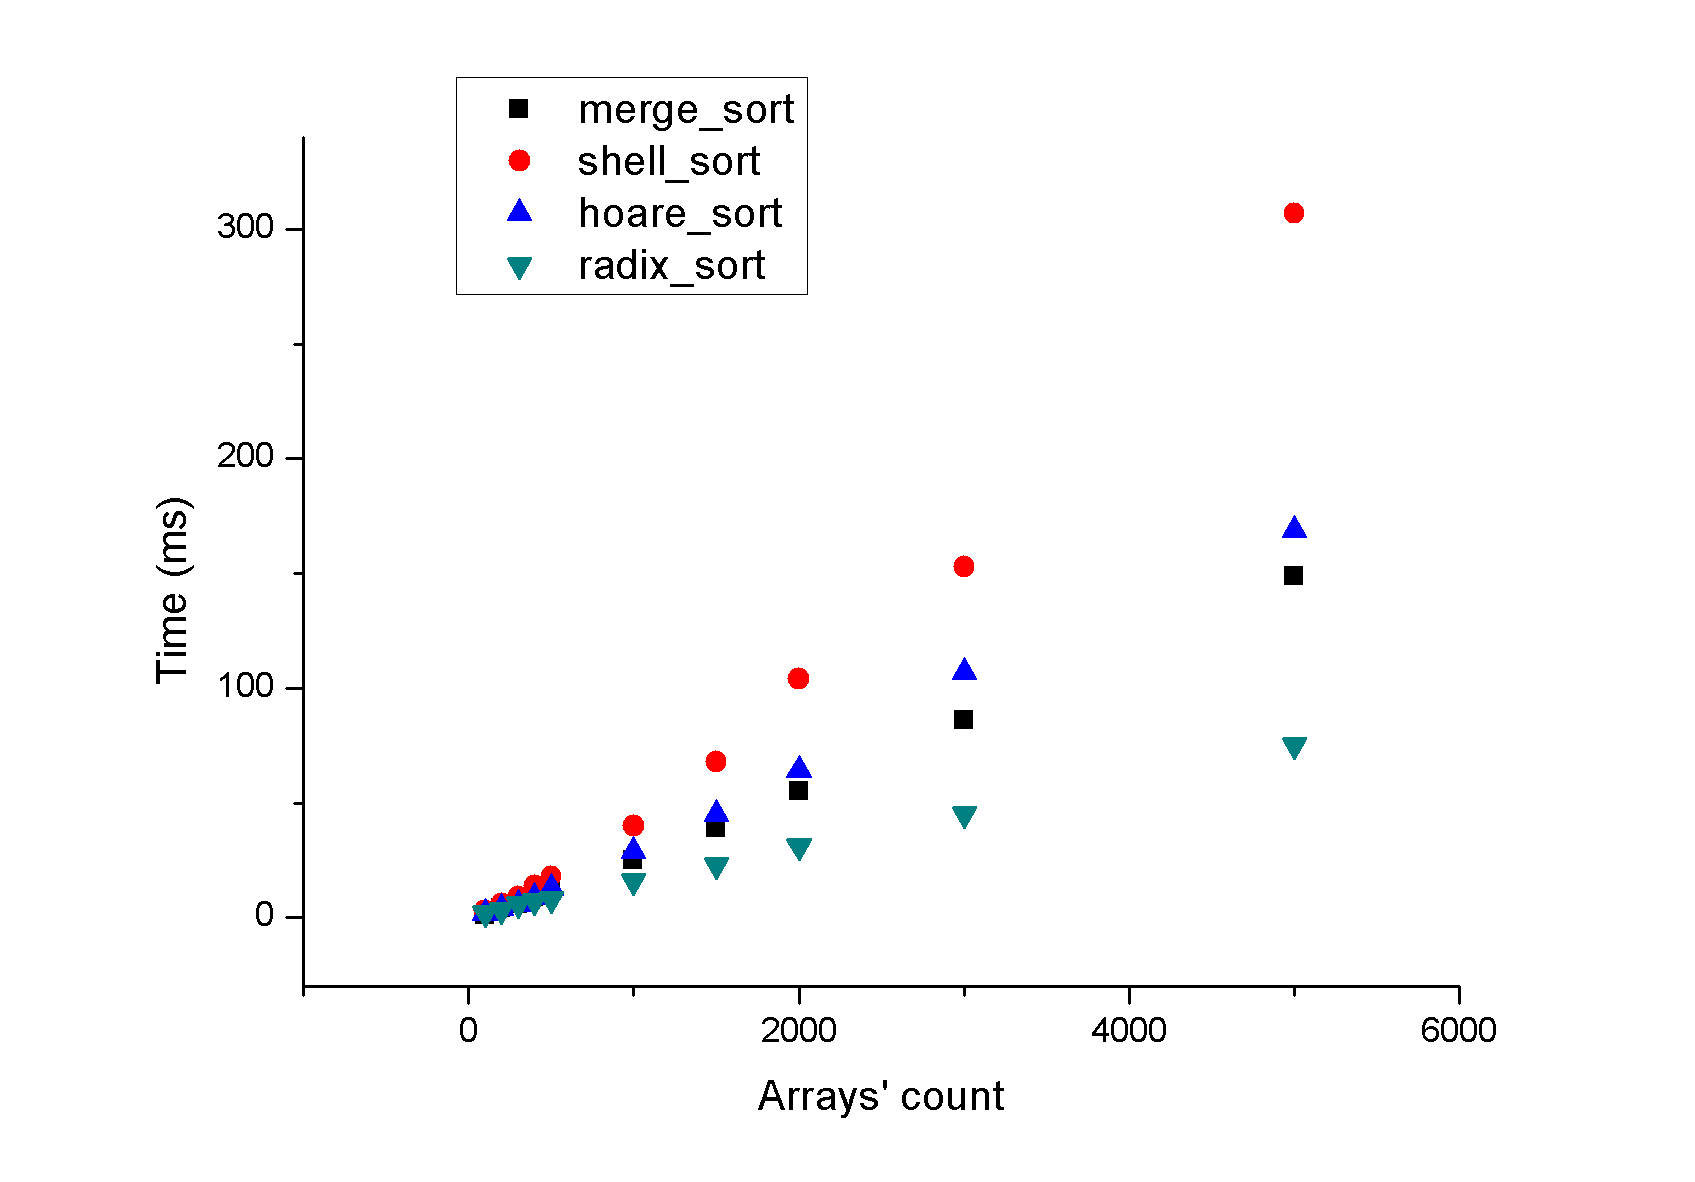 merge_sort
shell_sort
hoare_sort
radix_sort
300
200
100
0
Time (ms)
0 2000 4000 6000
Arrays' count